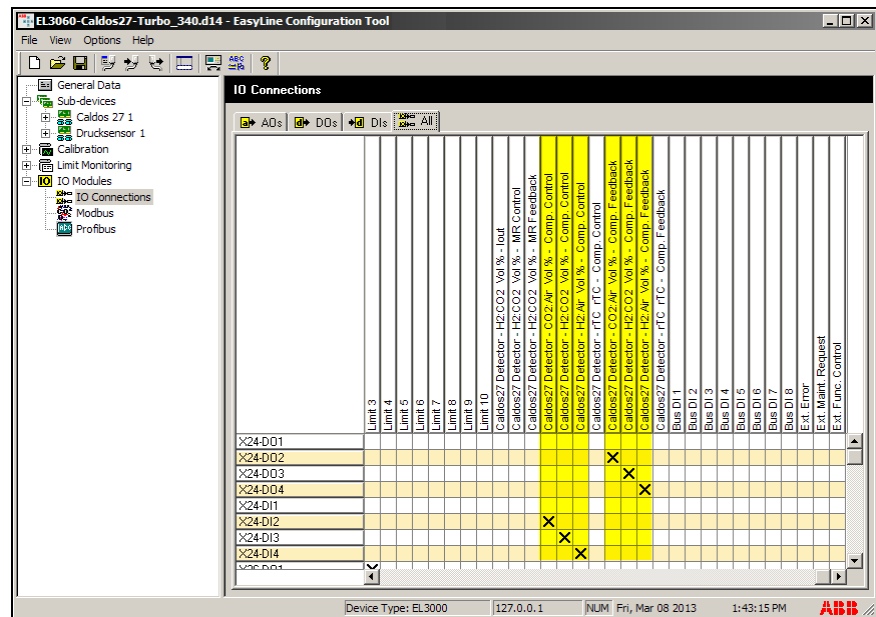 EL3060-Caldos27-Turbo_340.d14 - EasyLine Configuration Tool
File View Options Help
ABC
General Data
Sub-devices
Caldos 27 1
Drucksensor 1
Calibration
Limit Monitoring
IO Modules
IO Connections
Modbus
Profibus
IO Connections
AOs DOs DIs All
Limit 3
Limit 4
Limit 5
Limit 6
Limit 7
Limit 8
Limit 9
Limit 10
Caldos27 Detector - H2:CO2 Vol% - Iout
Caldos27 Detector - H2:CO2 Vol% - MR Control
Caldos27 Detector - H2:CO2 Vol% - MR Feedback
Caldos27 Detector - CO2:Air Vol% - Comp. Control
Caldos27 Detector - H2:CO2 Vol% - Comp. Control
Caldos27 Detector - H2:Air Vol% - Comp. Control
Caldos27 Detector - rTC rTC - Comp. Control
Caldos27 Detector - CO2:Air Vol% - Comp. Feedback
Caldos27 Detector - H2:CO2 Vol% - Comp. Feedback
Caldos27 Detector - H2:Air Vol% - Comp. Feedback
Caldos27 Detector - rTC rTC - Comp. Feedback
Bus DI 1
Bus DI 2
Bus DI 3
Bus DI 4
Bus DI 5
Bus DI 6
Bus DI 7
Bus DI 8
Ext. Error
Ext. Maint. Request
Ext. Func. Control
X24-DO1
X24-DO2 X
X24-DO3 X
X24-DO4 X
X24-DI1
X24-DI2 X
X24-DI3 X
X24-DI4 X
X26-DO1 X
Device Type: EL3000 127.0.0.1 NUM Fri, Mar 08 2013 1:43:15 PM ABB